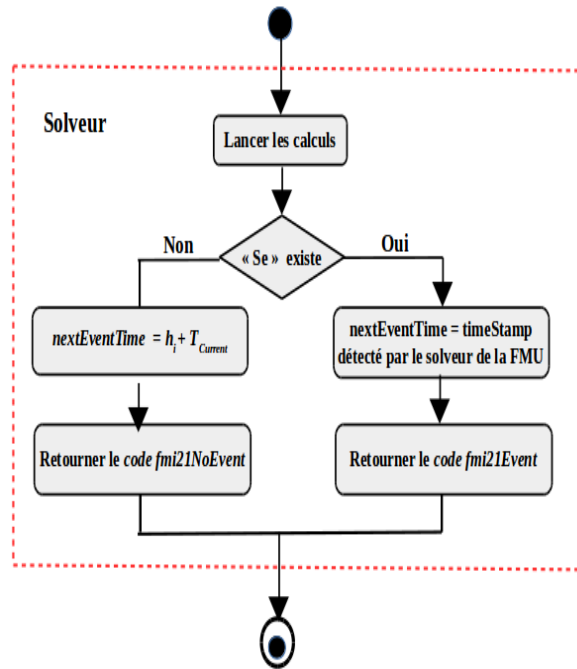 Solveur
Lancer les calculs
Non
« Se » existe
Oui
nextEventTime = hi + TCurrent
nextEventTime = timeStamp
détecté par le solveur de la FMU
Retourner le code fmi21NoEvent
Retourner le code fmi21Event